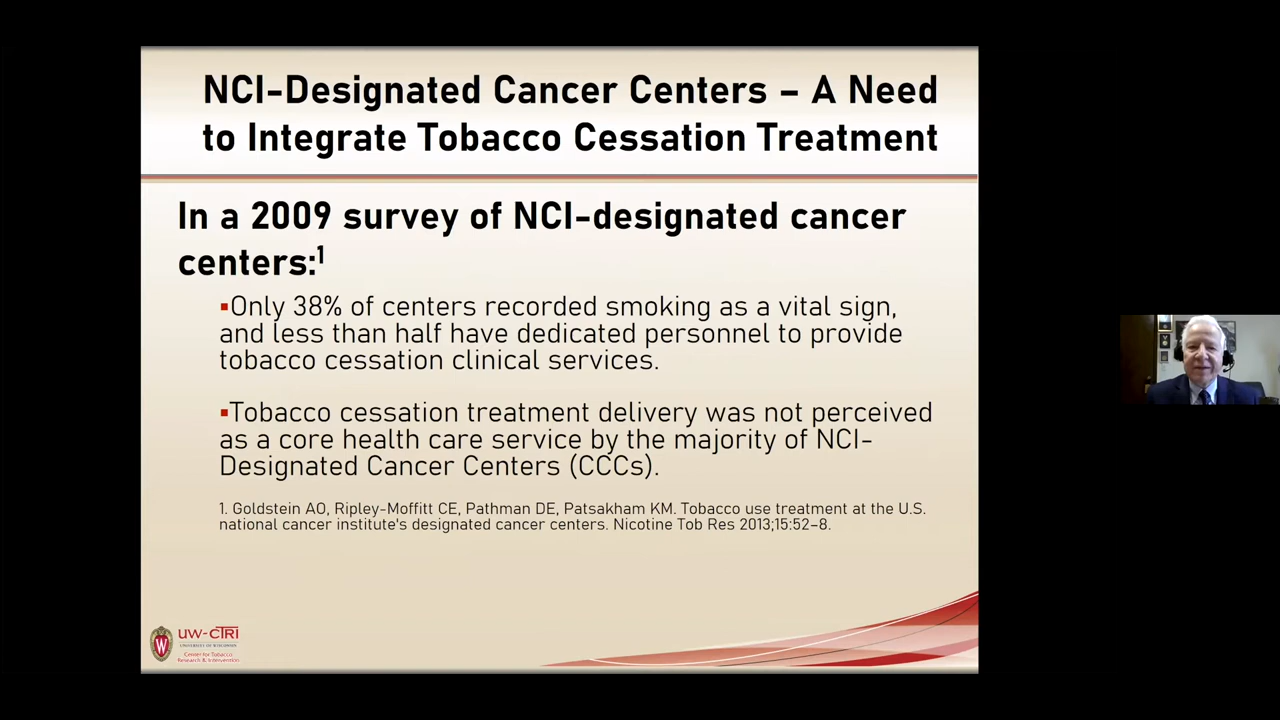 NCI-Designated Cancer Centers – A Need
to Integrate Tobacco Cessation Treatment
In a 2009 survey of NCI-designated cancer
centers:¹
▪Only 38% of centers recorded smoking as a vital sign,
and less than half have dedicated personnel to provide
tobacco cessation clinical services.
▪Tobacco cessation treatment delivery was not perceived
as a core health care service by the majority of NCI-
Designated Cancer Centers (CCCs).
1. Goldstein AO, Ripley-Moffitt CE, Pathman DE, Patsakham KM. Tobacco use treatment at the U.S.
national cancer institute's designated cancer centers. Nicotine Tob Res 2013;15:52–8.
W
UW-CTRI
UNIVERSITY OF WISCONSIN
Center for Tobacco
Research & Intervention